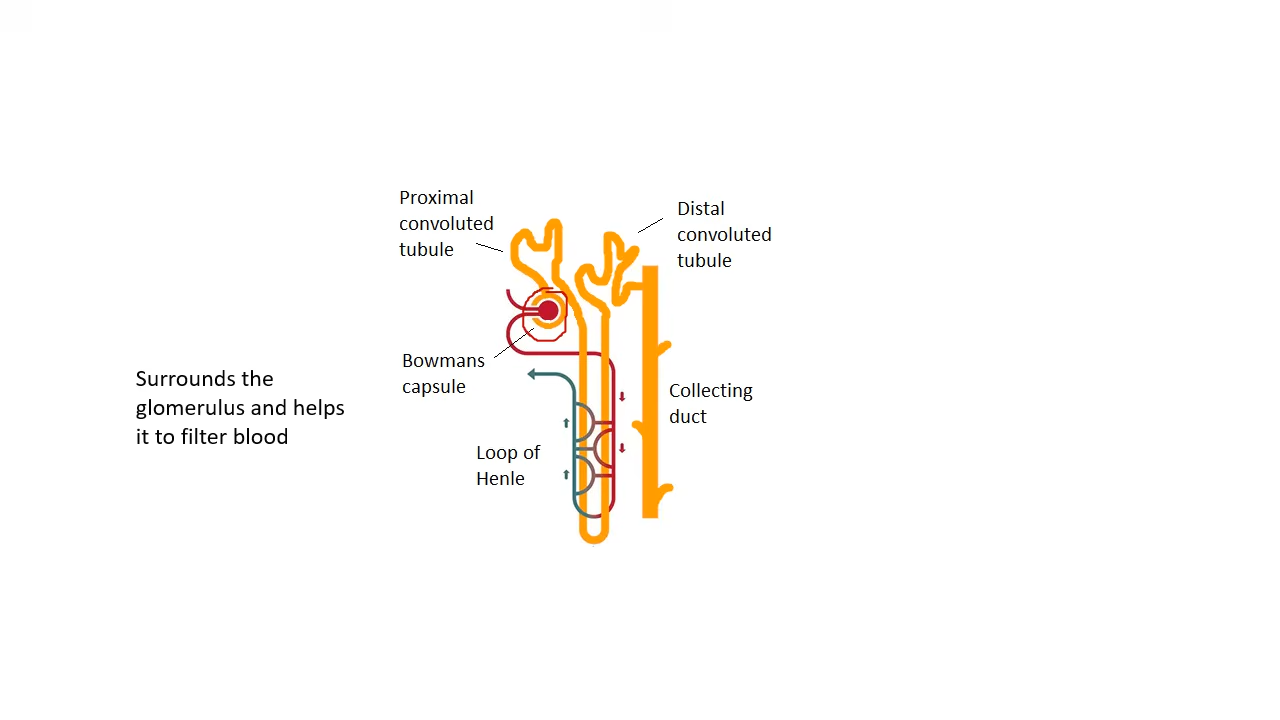 Proximal
convoluted
tubule
Distal
convoluted
tubule
Bowmans
capsule
Surrounds the
glomerulus and helps
it to filter blood
Collecting
duct
Loop of
Henle